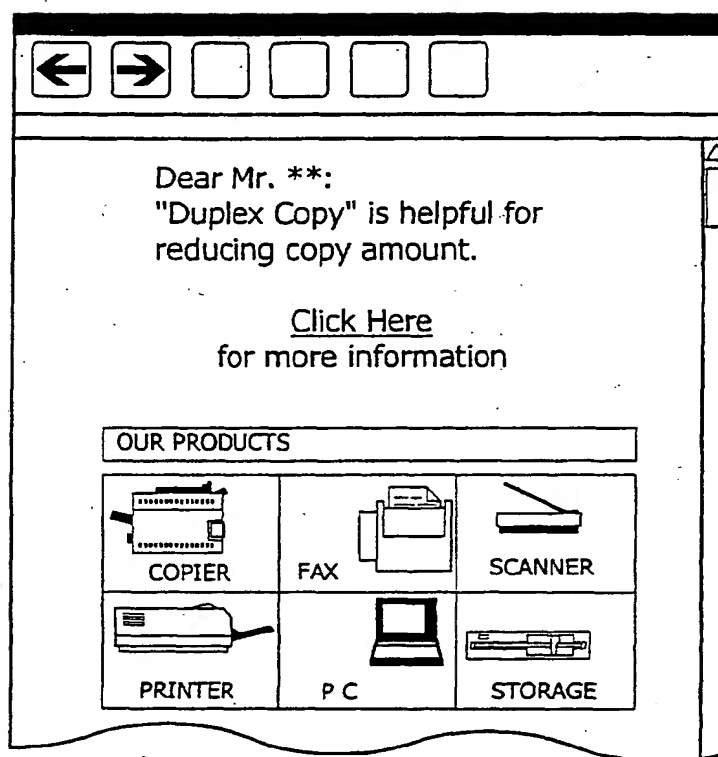 Dear Mr. **:
"Duplex Copy" is helpful for
reducing copy amount.
Click Here
for more information
OUR PRODUCTS
COPIER
FAX
SCANNER
PRINTER
P C
STORAGE